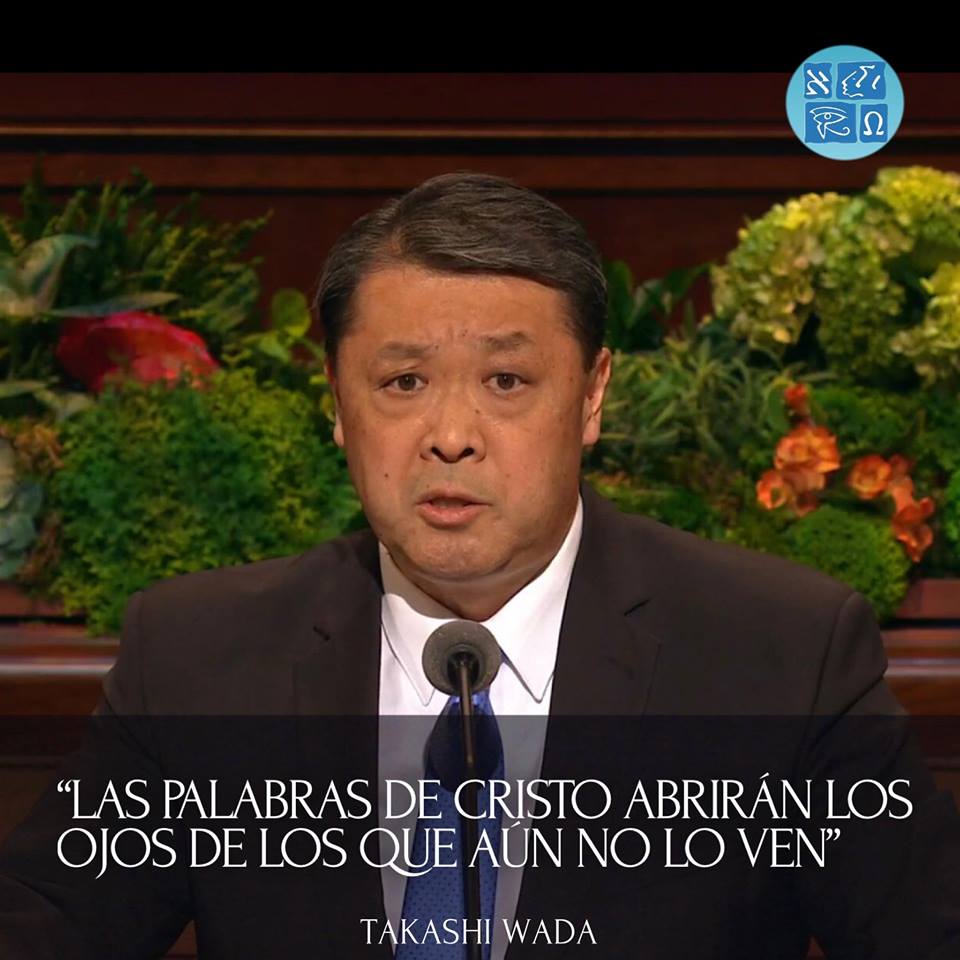 “LAS PALABRAS DE CRISTO ABRIRÁN LOS
OJOS DE LOS QUE AÚN NO LO VEN”
TAKASHI WADA